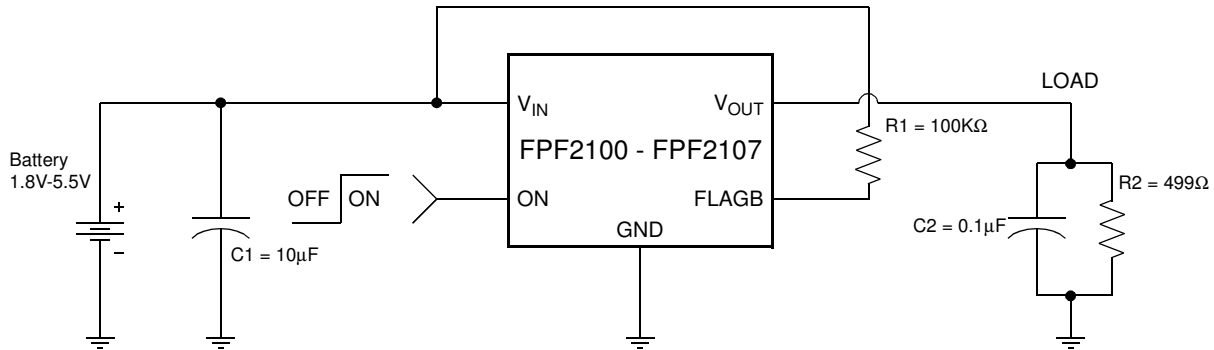 LOAD
VIN
VOUT
R1 = 100KΩ
FPF2100 - FPF2107
Battery
1.8V-5.5V
OFF
ON
ON
FLAGB
R2 = 499Ω
+
−
C1 = 10µF
GND
C2 = 0.1µF